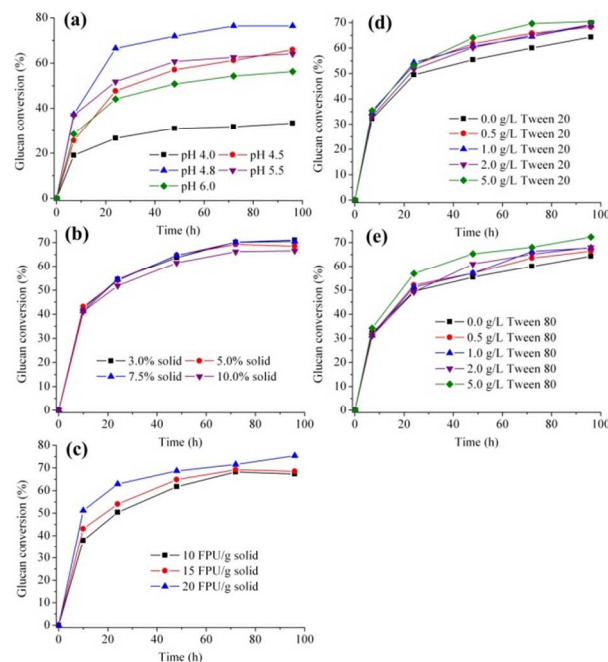 (a)
Glucan conversion (%)
80
60
40
20
0
pH 4.0 pH 4.5
pH 4.8 pH 5.5
pH 6.0
0 20 40 60 80 100
Time (h)
(b)
Glucan conversion (%)
70
60
50
40
30
20
10
0
3.0% solid 5.0% solid
7.5% solid 10.0% solid
0 20 40 60 80 100
Time (h)
(c)
Glucan conversion (%)
80
70
60
50
40
30
20
10
0
10 FPU/g solid
15 FPU/g solid
20 FPU/g solid
0 20 40 60 80 100
Time (h)
(d)
Glucan conversion (%)
70
60
50
40
30
20
10
0
0.0 g/L Tween 20
0.5 g/L Tween 20
1.0 g/L Tween 20
2.0 g/L Tween 20
5.0 g/L Tween 20
0 20 40 60 80 100
Time (h)
(e)
Glucan conversion (%)
70
60
50
40
30
20
10
0
0.0 g/L Tween 80
0.5 g/L Tween 80
1.0 g/L Tween 80
2.0 g/L Tween 80
5.0 g/L Tween 80
0 20 40 60 80 100
Time (h)